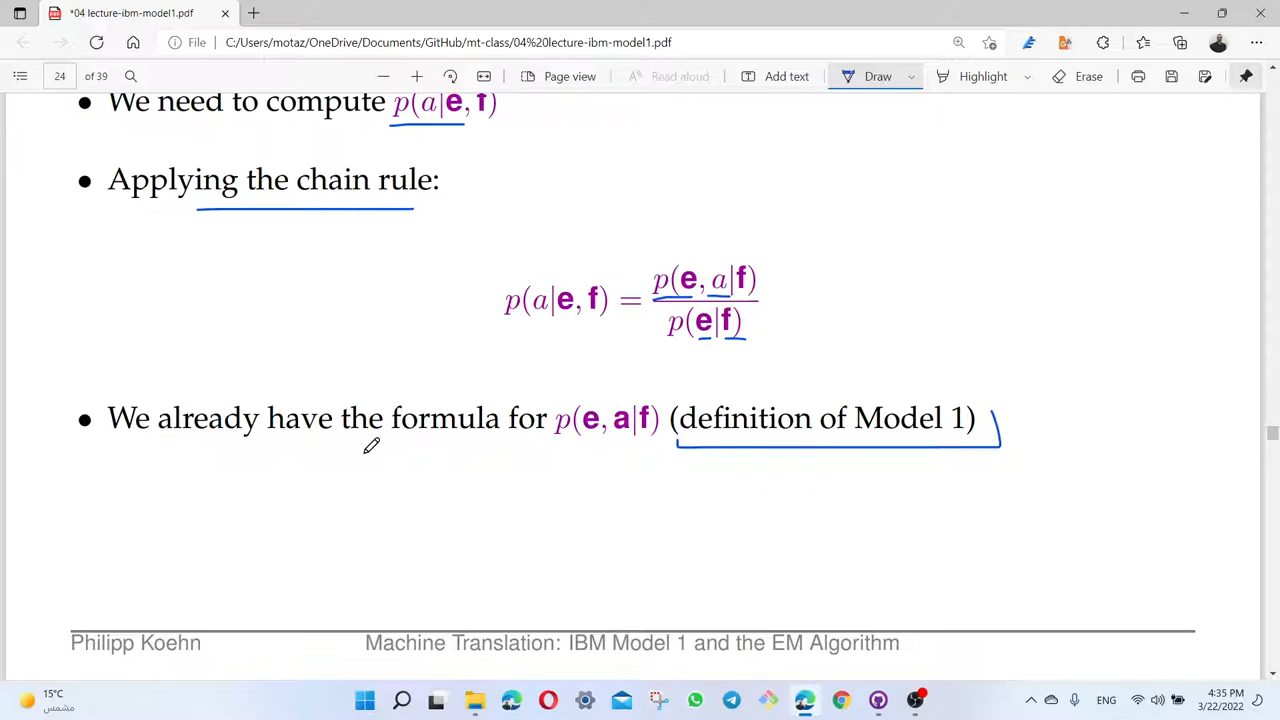 *04 lecture-ibm-model1.pdf
File
C:/Users/motaz/OneDrive/Documents/GitHub/mt-class/04%20lecture-ibm-model1.pdf
24 of 39
Page view
Read aloud
Add text
Draw
Highlight
Erase
• We need to compute p(a|e, f)
• Applying the chain rule:
p(a|e, f) = p(e, a|f)
p(e|f)
• We already have the formula for p(e, a|f) (definition of Model 1)
Philipp Koehn Machine Translation: IBM Model 1 and the EM Algorithm
15°C
مشمس
ENG
4:35 PM
3/22/2022